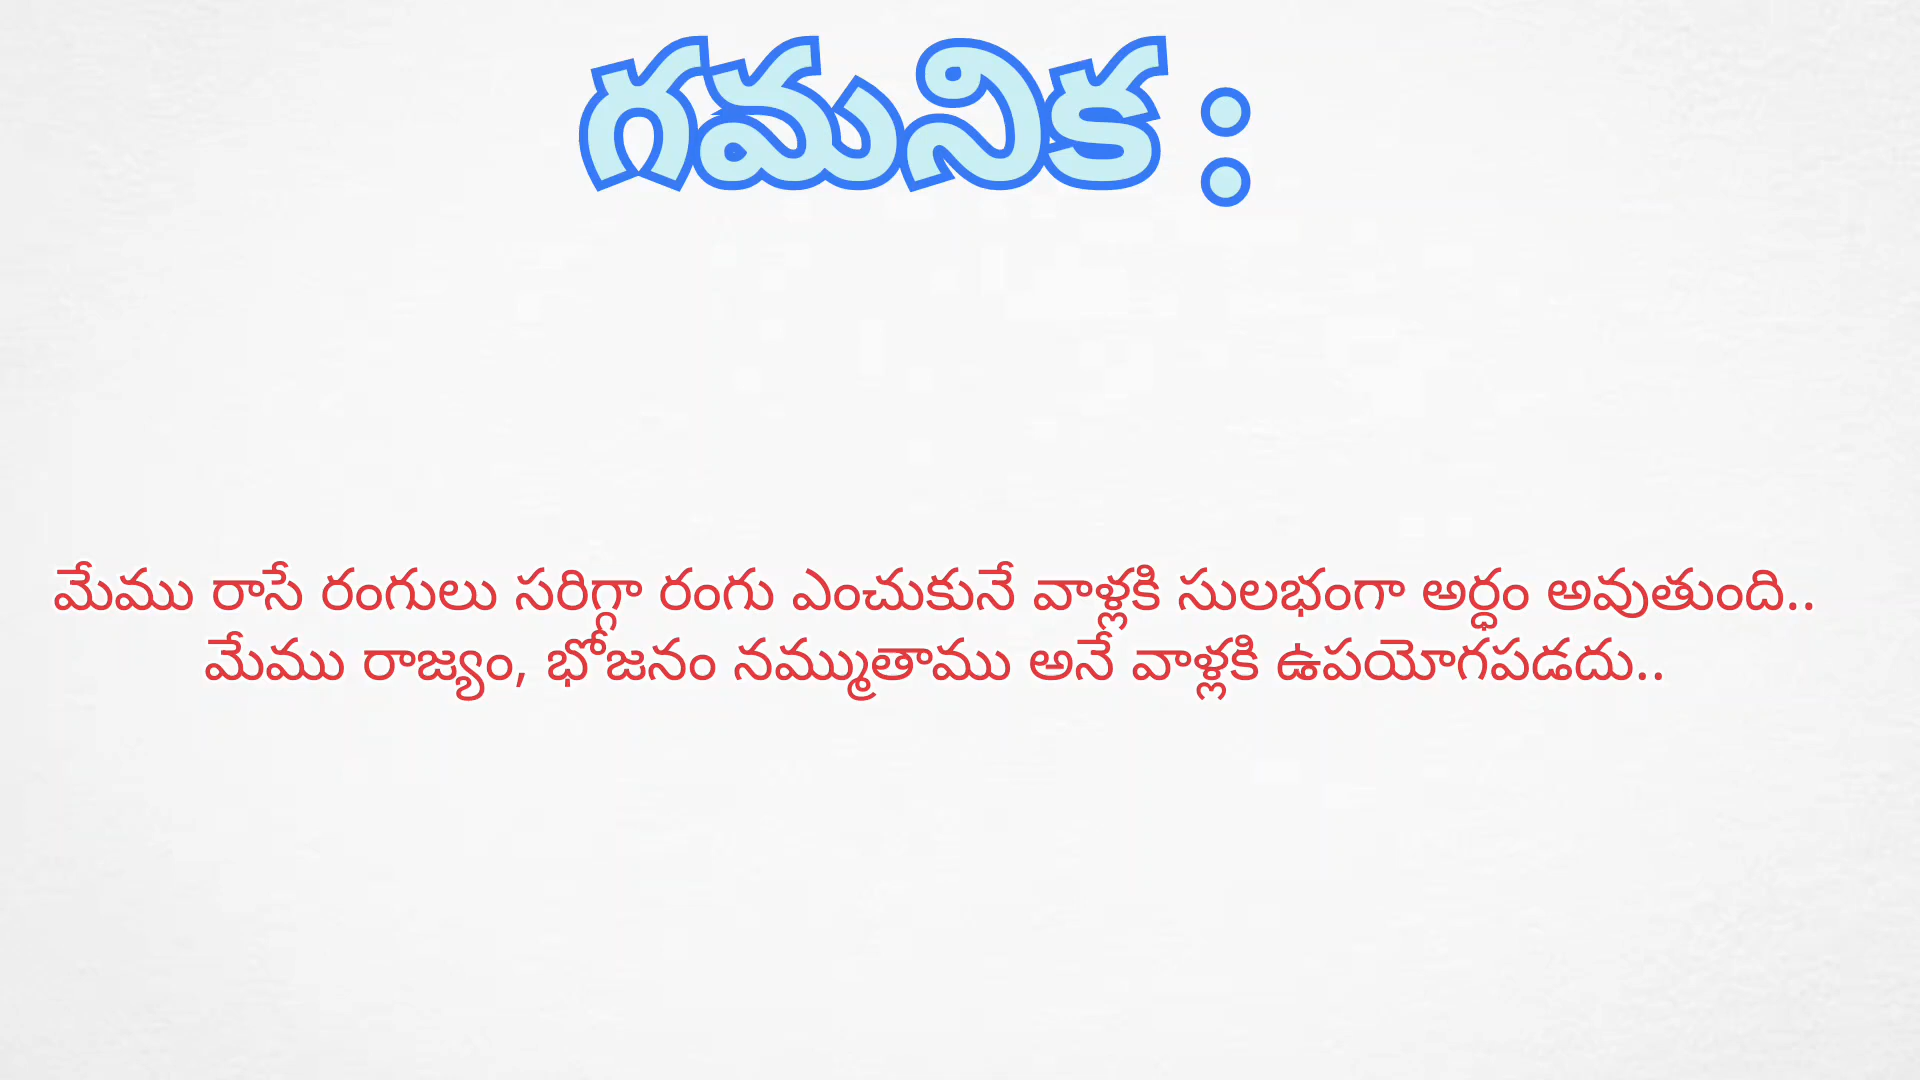 గమనిక :
మేము రాసే రంగులు సరిగ్గా రంగు ఎంచుకునే వాళ్లకి సులభంగా అర్ధం అవుతుంది..
మేము రాజ్యం, భోజనం నమ్ముతాము అనే వాళ్లకి ఉపయోగపడదు..